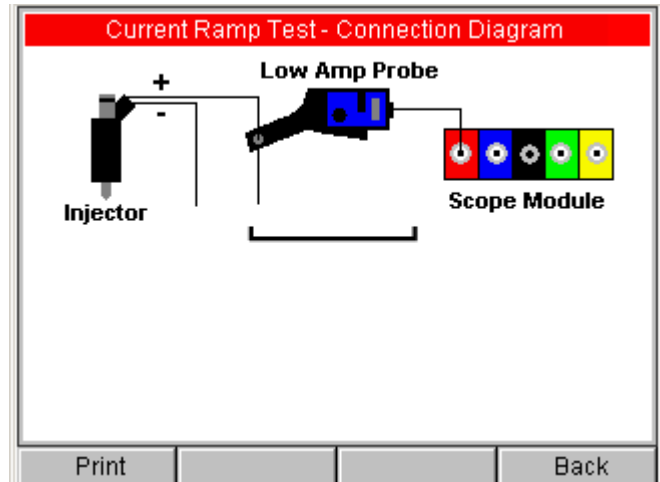 Current Ramp Test - Connection Diagram
Low Amp Probe
+
-
Injector
Scope Module
Print
Back